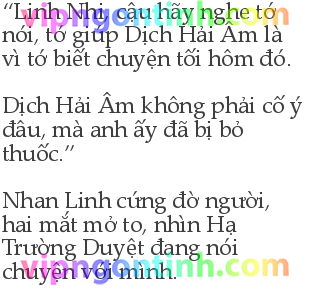 “Linh Nhi, cậu hãy nghe tớ
nói, tớ giúp Dịch Hải Âm là
vì tớ biết chuyện tối hôm đó.
Dịch Hải Âm không phải cố ý
đâu, mà anh ấy đã bị bỏ
thuốc.”
Nhan Linh cứng đờ người,
hai mắt mở to, nhìn Hạ
Trường Duyệt đang nói
chuyện với mình.
vipngontinh.com
vipngontinh.com